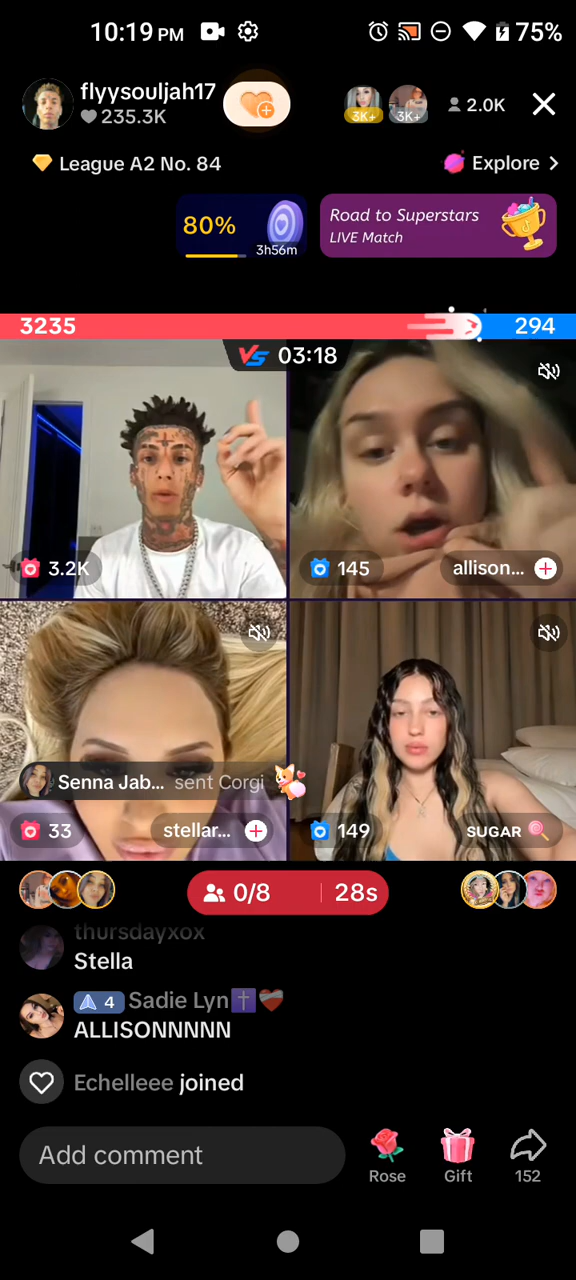 10:19 PM
75%
flyysouljah17
235.3K
3K+
3K+
2.0K
League A2 No. 84
Explore
80%
3h56m
Road to Superstars
LIVE Match
3235
294
VS 03:18
3.2K
145
allison...
Senna Jab... sent Corgi
33
stellar...
149
SUGAR
0/8
28s
thursdayxox
Stella
4 Sadie Lyn
ALLISONNNNN
Echelleee joined
Add comment
Rose
Gift
152